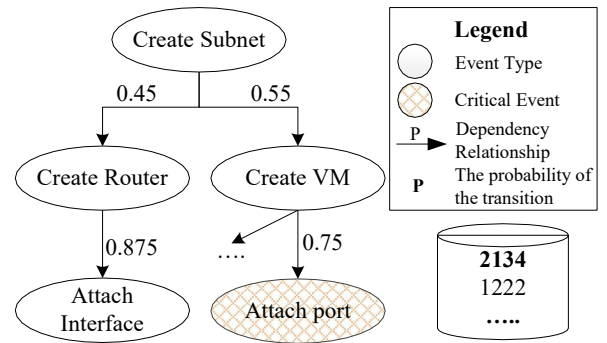 Create Subnet
0.45
0.55
Create Router
Create VM
0.875
....
0.75
Attach
Interface
Attach port
Legend
Event Type
Critical Event
P
Dependency
Relationship
P
The probability of
the transition
2134
1222
.....